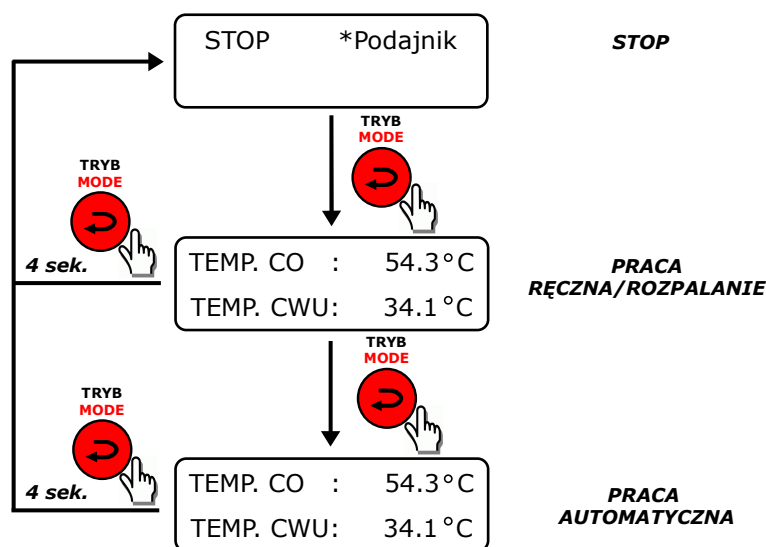 STOP *Podajnik
STOP
TRYB
MODE
TRYB
MODE
4 sek.
TEMP. CO : 54.3°C
TEMP. CWU: 34.1°C
PRACA
RĘCZNA/ROZPALANIE
TRYB
MODE
TRYB
MODE
4 sek.
TEMP. CO : 54.3°C
TEMP. CWU: 34.1°C
PRACA
AUTOMATYCZNA